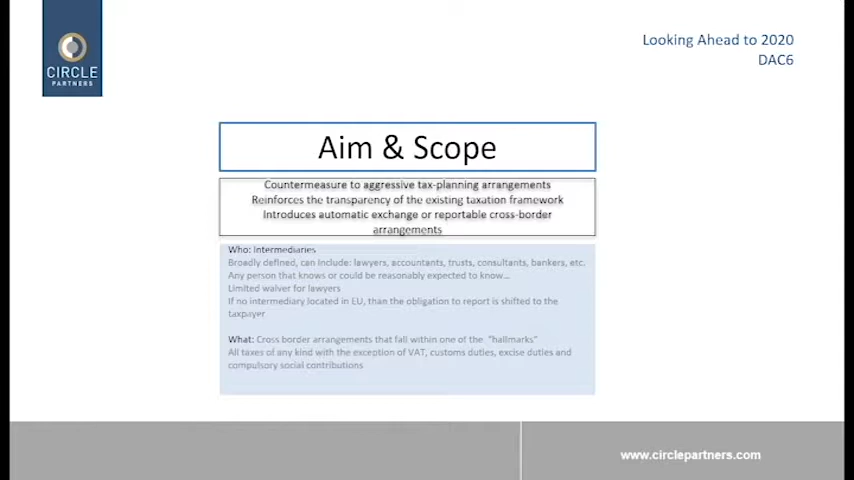 CIRCLE
PARTNERS
Looking Ahead to 2020
DAC6
Aim & Scope
Countermeasure to aggressive tax-planning arrangements
Reinforces the transparency of the existing taxation framework
Introduces automatic exchange or reportable cross-border
arrangements
Who: Intermediaries
Broadly defined, can Include: lawyers, accountants, trusts, consultants, bankers, etc.
Any person that knows or could be reasonably expected to know...
Limited waiver for lawyers
If no intermediary located in EU, than the obligation to report is shifted to the
taxpayer
What: Cross border arrangements that fall within one of the "hallmarks"
All taxes of any kind with the exception of VAT, customs duties, excise duties and
compulsory social contributions
www.circlepartners.com